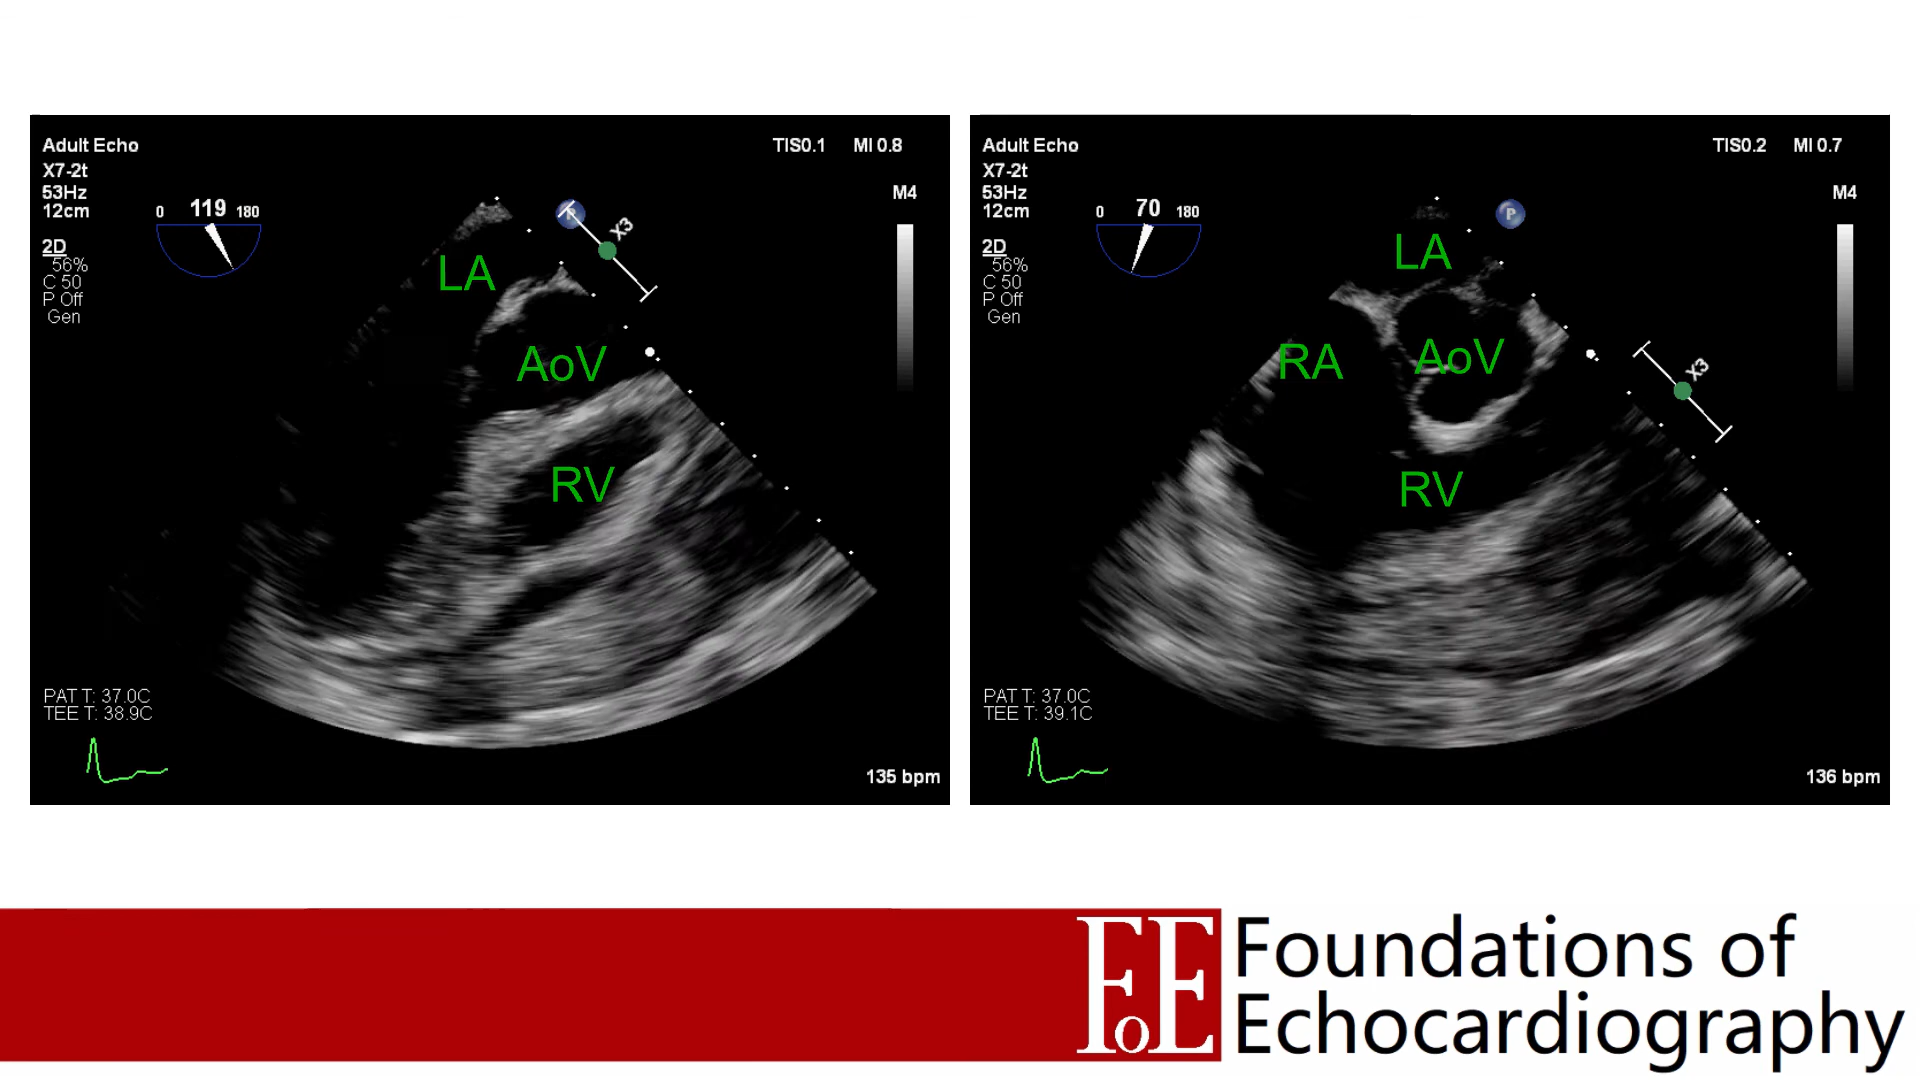 Adult Echo
TIS0.1 MI 0.8
X7-2t
53Hz
12cm
M4
0 119 180
P
X3
2D
56%
C 50
P Off
Gen
LA
AoV
RV
PAT T: 37.0C
TEE T: 38.9C
135 bpm
Adult Echo
TIS0.2 MI 0.7
X7-2t
53Hz
12cm
M4
0 70 180
P
X3
2D
56%
C 50
P Off
Gen
LA
RA AoV
RV
PAT T: 37.0C
TEE T: 39.1C
136 bpm
FoE
Foundations of
Echocardiography